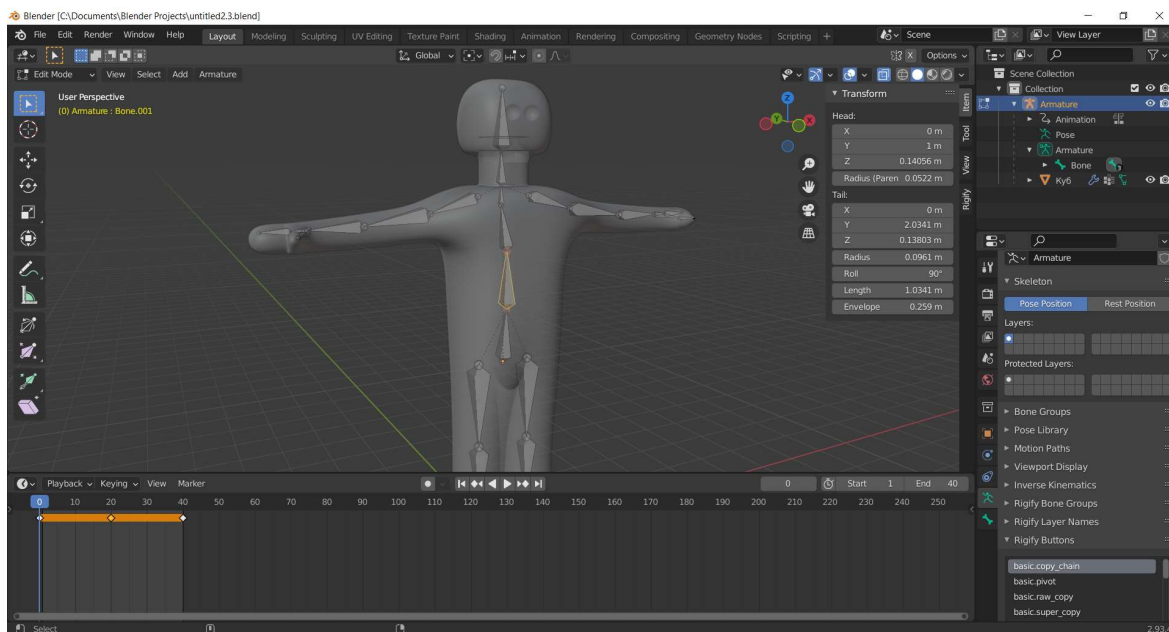 Blender [C:\Documents\Blender Projects\untitled2.3.blend]
File Edit Render Window Help Layout Modeling Sculpting UV Editing Texture Paint Shading Animation Rendering Compositing Geometry Nodes Scripting + Scene View Layer
Global Options
Edit Mode View Select Add Armature
User Perspective
(0) Armature : Bone.001
Z
Y
X
Transform
Head:
X 0 m
Y 1 m
Z 0.14056 m
Radius (Paren 0.0522 m
Tail:
X 0 m
Y 2.0341 m
Z 0.13803 m
Radius 0.0961 m
Roll 90°
Length 1.0341 m
Envelope 0.259 m
Item
Tool
View
Rigify
Scene Collection
Collection
Armature
Animation
Pose
Armature
Bone
Куб
Armature
Skeleton
Pose Position Rest Position
Layers:
Protected Layers:
Bone Groups
Pose Library
Motion Paths
Viewport Display
Inverse Kinematics
Rigify Bone Groups
Rigify Layer Names
Rigify Buttons
basic.copy_chain
basic.pivot
basic.raw_copy
basic.super_copy
Playback Keying View Marker 0 Start 1 End 40
0 10 20 30 40 50 60 70 80 90 100 110 120 130 140 150 160 170 180 190 200 210 220 230 240 250
Select